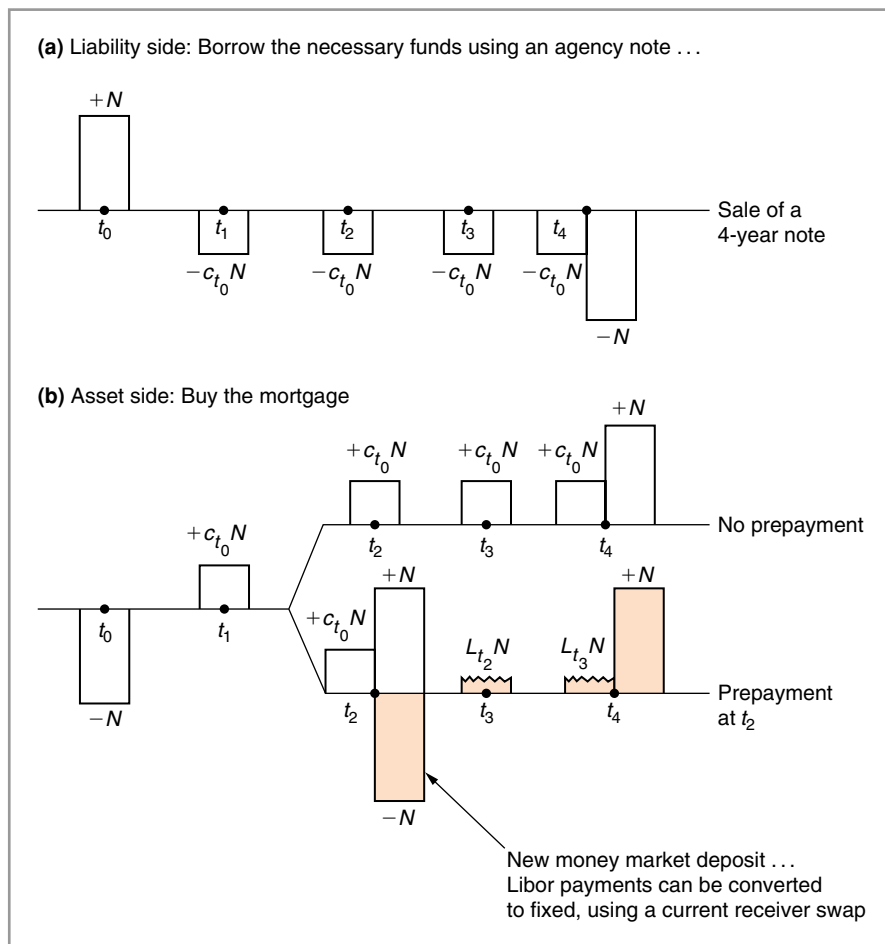 (a) Liability side: Borrow the necessary funds using an agency note . . .
+N
t0 t1 t2 t3 t4
Sale of a
4-year note
−ct0N −ct0N −ct0N −ct0N
−N
(b) Asset side: Buy the mortgage
+N
+ct0N +ct0N +ct0N
t2 t3 t4
No prepayment
+ct0N
t0 t1
−N
+N +N
+ct0N Lt2N Lt3N
t2 t3 t4
Prepayment
at t2
−N
New money market deposit . . .
Libor payments can be converted
to fixed, using a current receiver swap